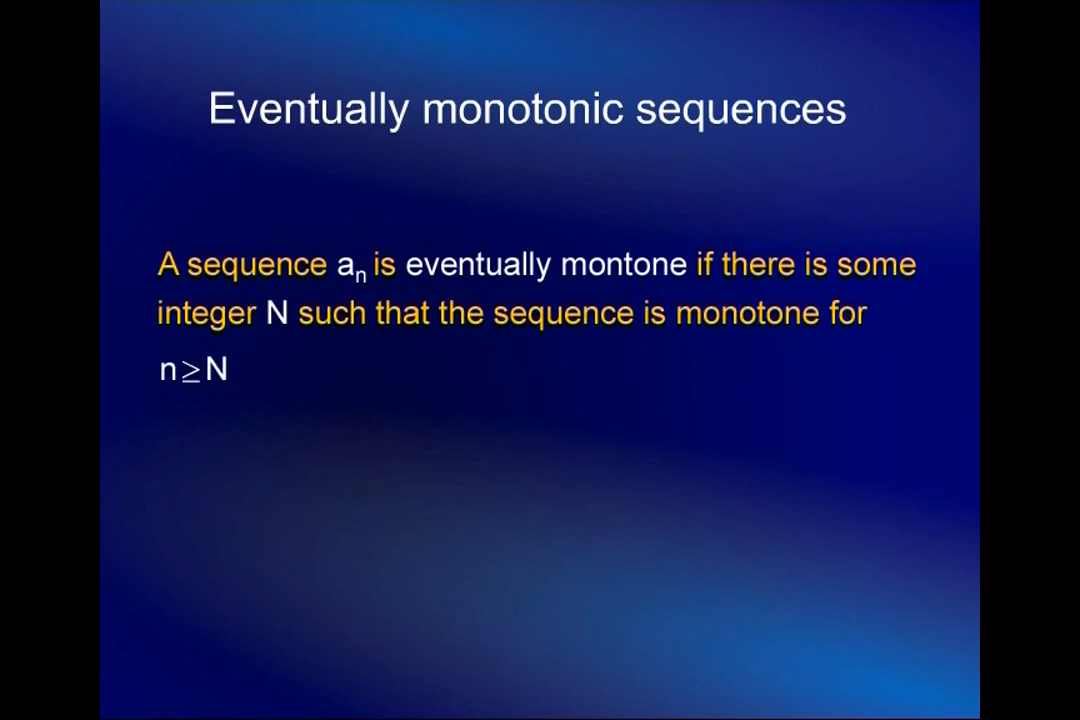 Eventually monotonic sequences
A sequence aₙ is eventually montone if there is some
integer N such that the sequence is monotone for
n≥N